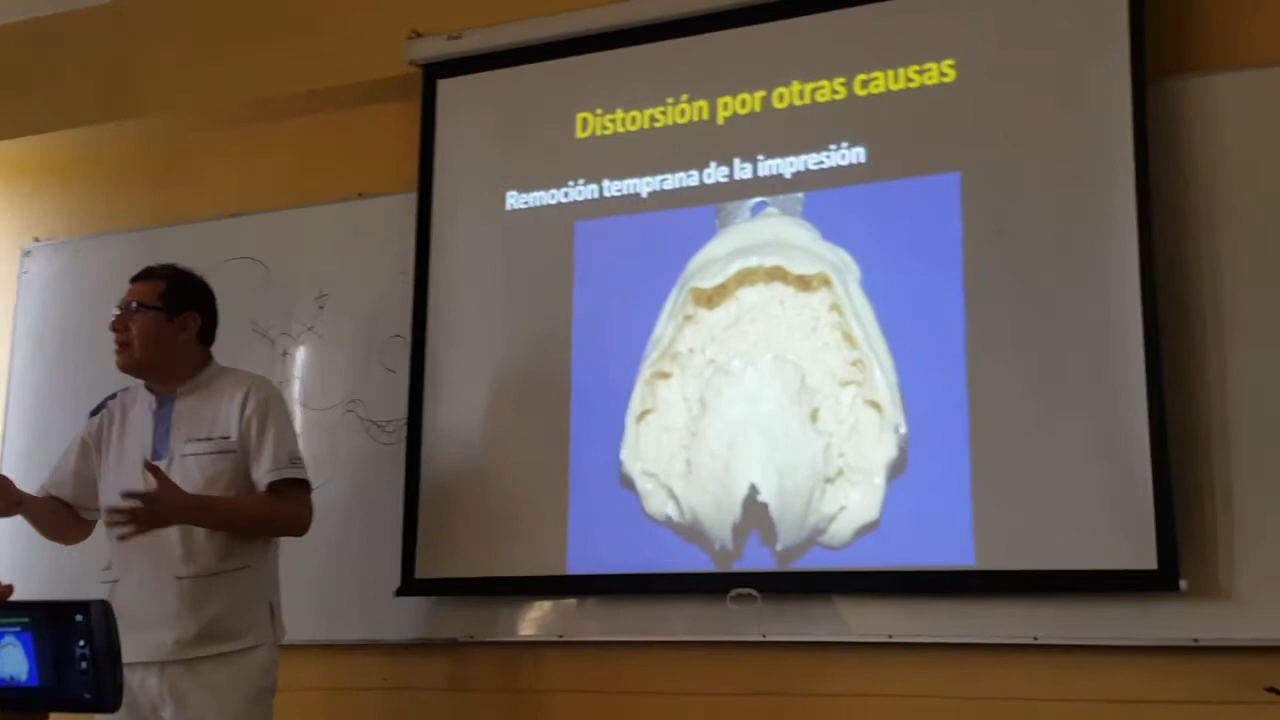 Distorsión por otras causas
Remoción temprana de la impresión